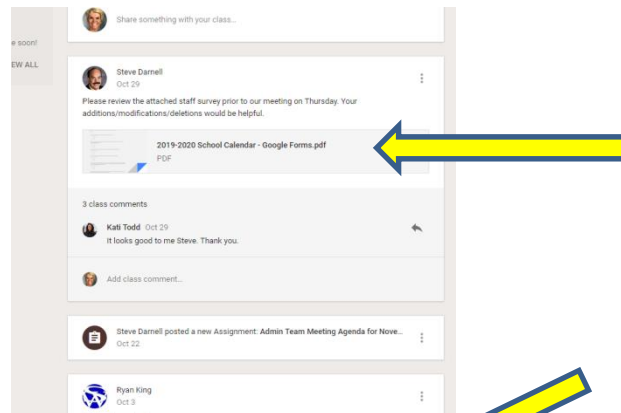 Share something with your class...
e soon!
EW ALL
Steve Darnell
Oct 29
Please review the attached staff survey prior to our meeting on Thursday. Your
additions/modifications/deletions would be helpful.
2019-2020 School Calendar - Google Forms.pdf
PDF
3 class comments
Kati Todd Oct 29
It looks good to me Steve. Thank you.
Add class comment...
Steve Darnell posted a new Assignment: Admin Team Meeting Agenda for Nove...
Oct 22
Ryan King
Oct 3